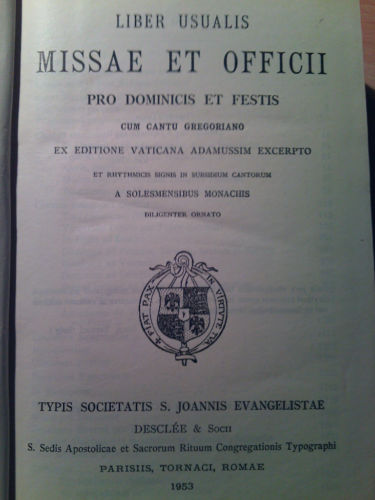 LIBER USUALIS
MISSAE ET OFFICII
PRO DOMINICIS ET FESTIS
CUM CANTU GREGORIANO
EX EDITIONE VATICANA ADAMUSSIM EXCERPTO
ET RHYTHMICIS SIGNIS IN SUBSIDIUM CANTORUM
A SOLESMENSIBUS MONACHIS
DILIGENTER ORNATO
✠ FIAT PAX IN VIRTUTE TUA
TYPIS SOCIETATIS S. JOANNIS EVANGELISTAE
DESCLÉE & SOCII
S. Sedis Apostolicae et Sacrorum Rituum Congregationis Typographi
PARISIIS, TORNACI, ROMAE
1953